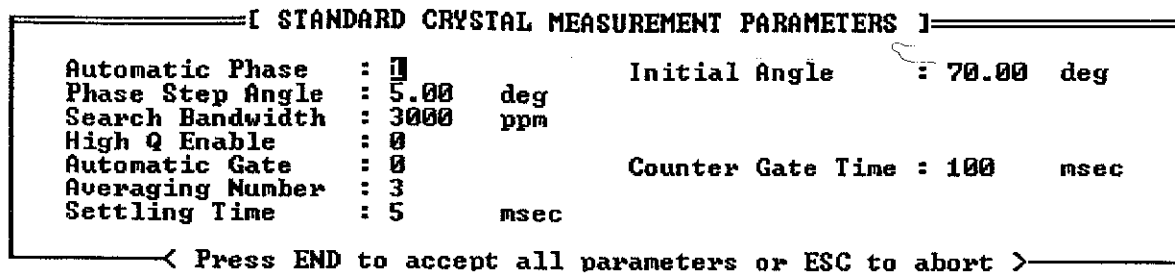 [ STANDARD CRYSTAL MEASUREMENT PARAMETERS ]
Automatic Phase : 1 Initial Angle : 70.00 deg
Phase Step Angle : 5.00 deg
Search Bandwidth : 3000 ppm
High Q Enable : 0
Automatic Gate : 0 Counter Gate Time : 100 msec
Averaging Number : 3
Settling Time : 5 msec
< Press END to accept all parameters or ESC to abort >